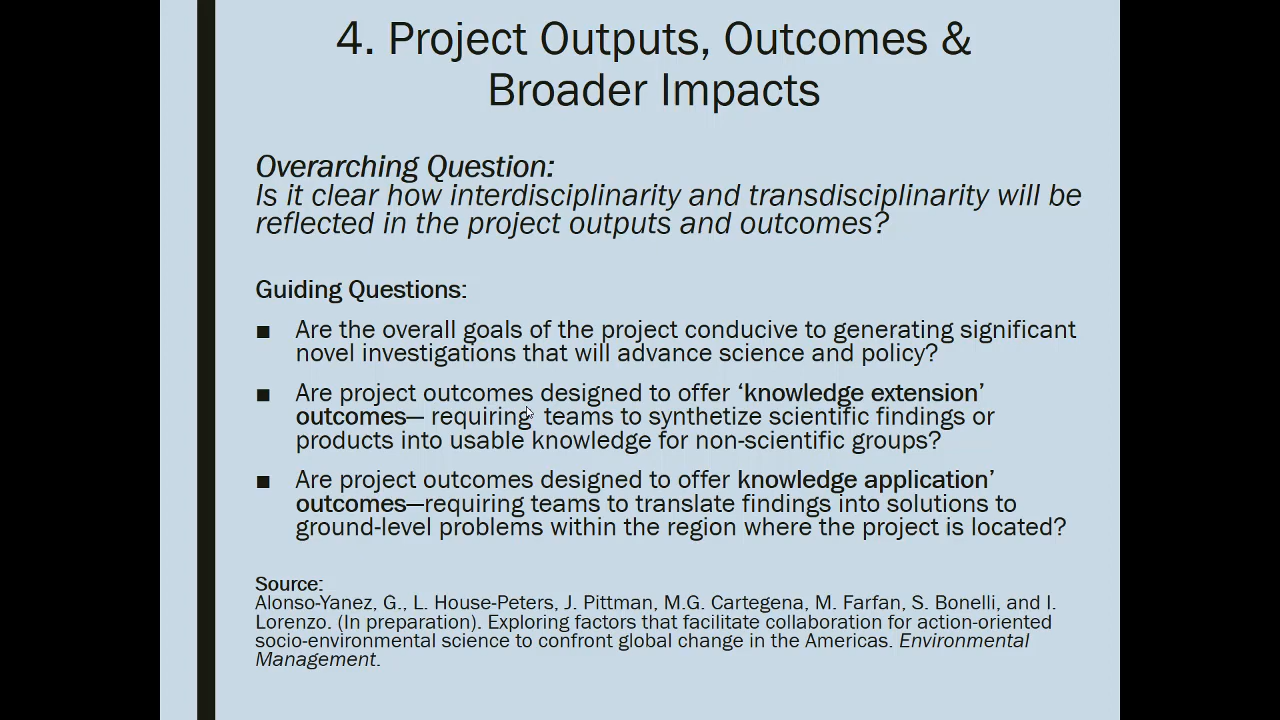 4. Project Outputs, Outcomes &
Broader Impacts
Overarching Question:
Is it clear how interdisciplinarity and transdisciplinarity will be
reflected in the project outputs and outcomes?
Guiding Questions:
■ Are the overall goals of the project conducive to generating significant
novel investigations that will advance science and policy?
■ Are project outcomes designed to offer ‘knowledge extension’
outcomes— requiring teams to synthetize scientific findings or
products into usable knowledge for non-scientific groups?
■ Are project outcomes designed to offer knowledge application’
outcomes—requiring teams to translate findings into solutions to
ground-level problems within the region where the project is located?
Source:
Alonso-Yanez, G., L. House-Peters, J. Pittman, M.G. Cartegena, M. Farfan, S. Bonelli, and I.
Lorenzo. (In preparation). Exploring factors that facilitate collaboration for action-oriented
socio-environmental science to confront global change in the Americas. Environmental
Management.